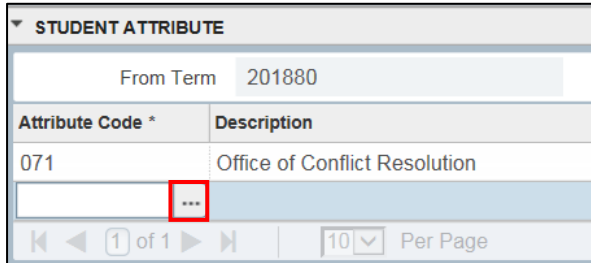 STUDENT ATTRIBUTE
From Term 201880
Attribute Code * Description
071 Office of Conflict Resolution
...
1 of 1 10 Per Page